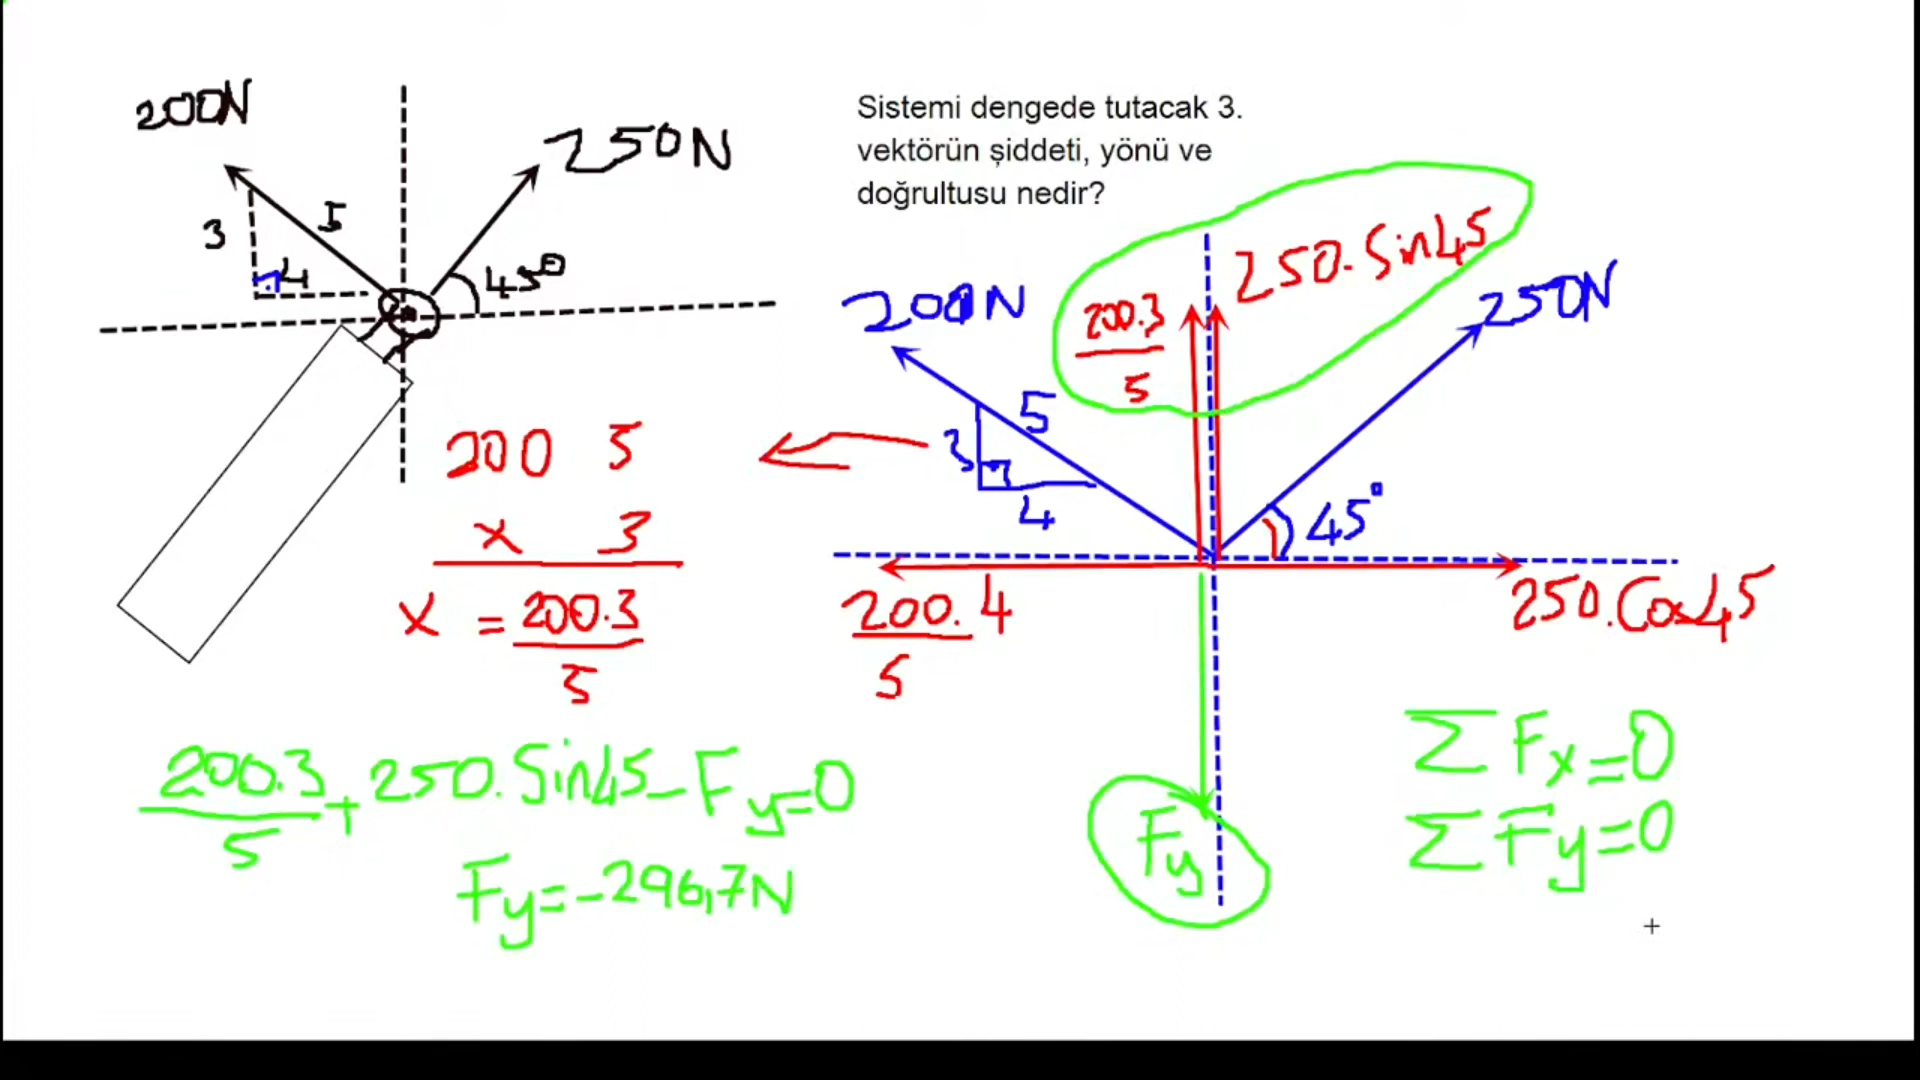 200N
250N
3
5
4
45°
Sistemi dengede tutacak 3.
vektörün şiddeti, yönü ve
doğrultusu nedir?
200N
200.3
5
250.Sin45
250N
5
3
4
45°
200 5
x 3
x = 200.3
5
200.4
5
250.Cos45
200.3 + 250.Sin45 - Fy=0
5
Fy=-296,7N
Fy
ΣFx=0
ΣFy=0